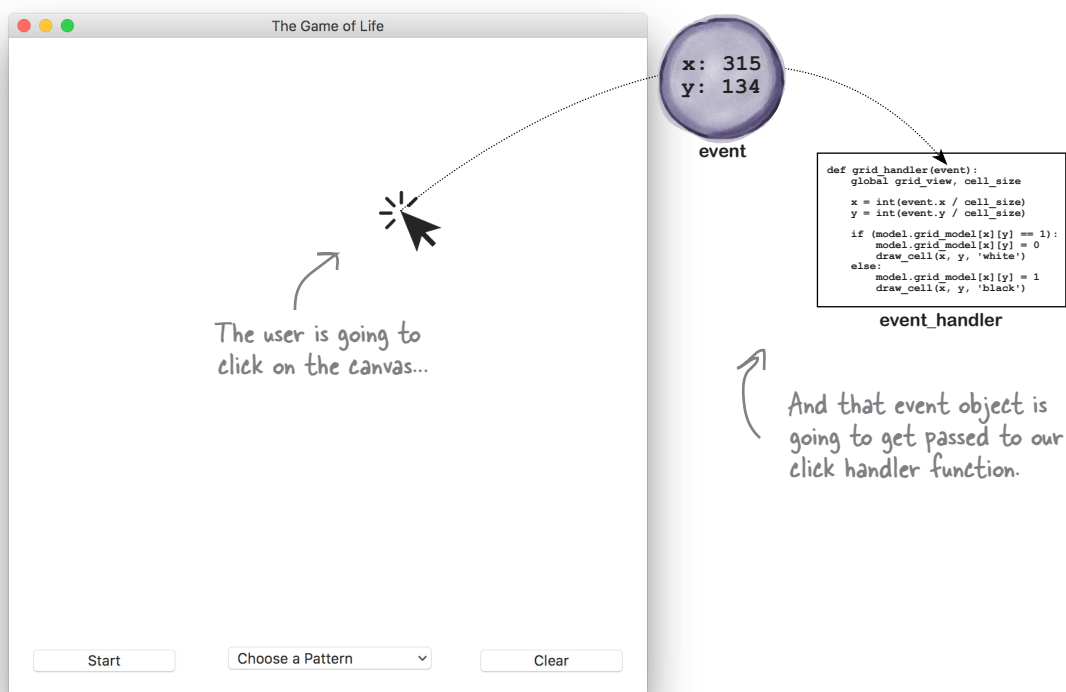 The Game of Life
x: 315
y: 134
event
def grid_handler(event):
    global grid_view, cell_size
    x = int(event.x / cell_size)
    y = int(event.y / cell_size)
    if (model.grid_model[x][y] == 1):
        model.grid_model[x][y] = 0
        draw_cell(x, y, 'white')
    else:
        model.grid_model[x][y] = 1
        draw_cell(x, y, 'black')
event_handler
The user is going to
click on the canvas...
And that event object is
going to get passed to our
click handler function.
Start
Choose a Pattern
Clear